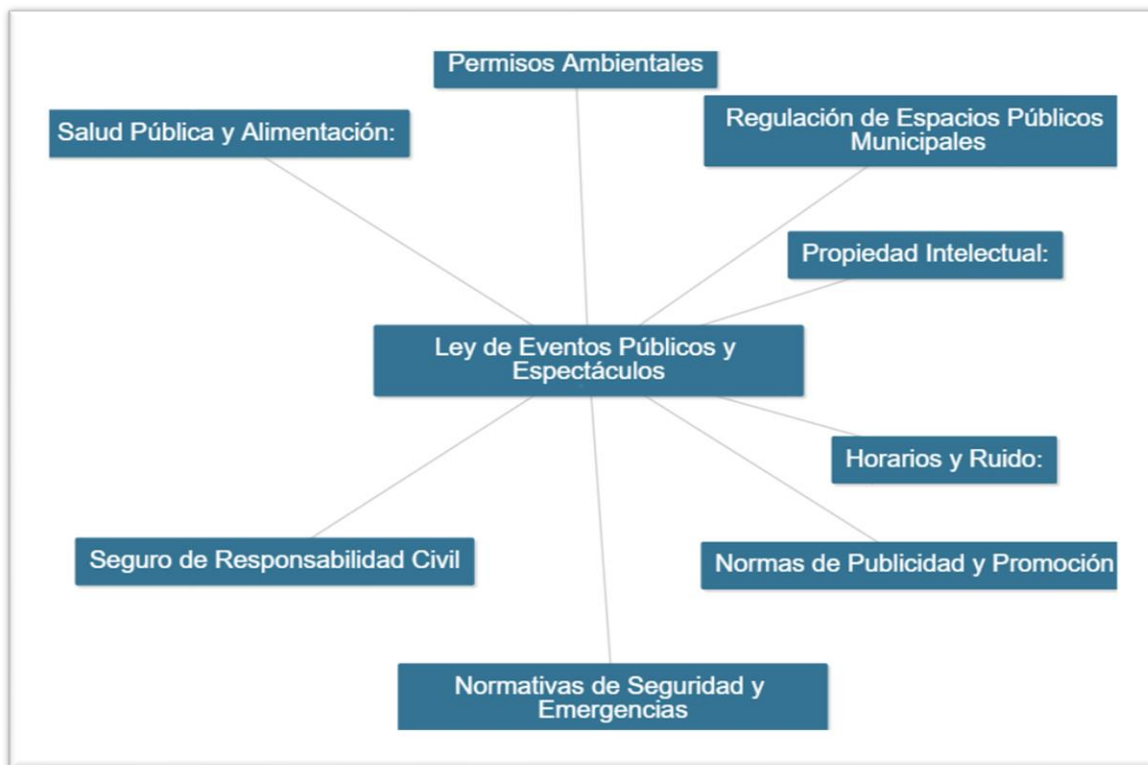 Permisos Ambientales
Salud Pública y Alimentación:
Regulación de Espacios Públicos
Municipales
Propiedad Intelectual:
Ley de Eventos Públicos y
Espectáculos
Horarios y Ruido:
Seguro de Responsabilidad Civil
Normas de Publicidad y Promoción
Normativas de Seguridad y
Emergencias